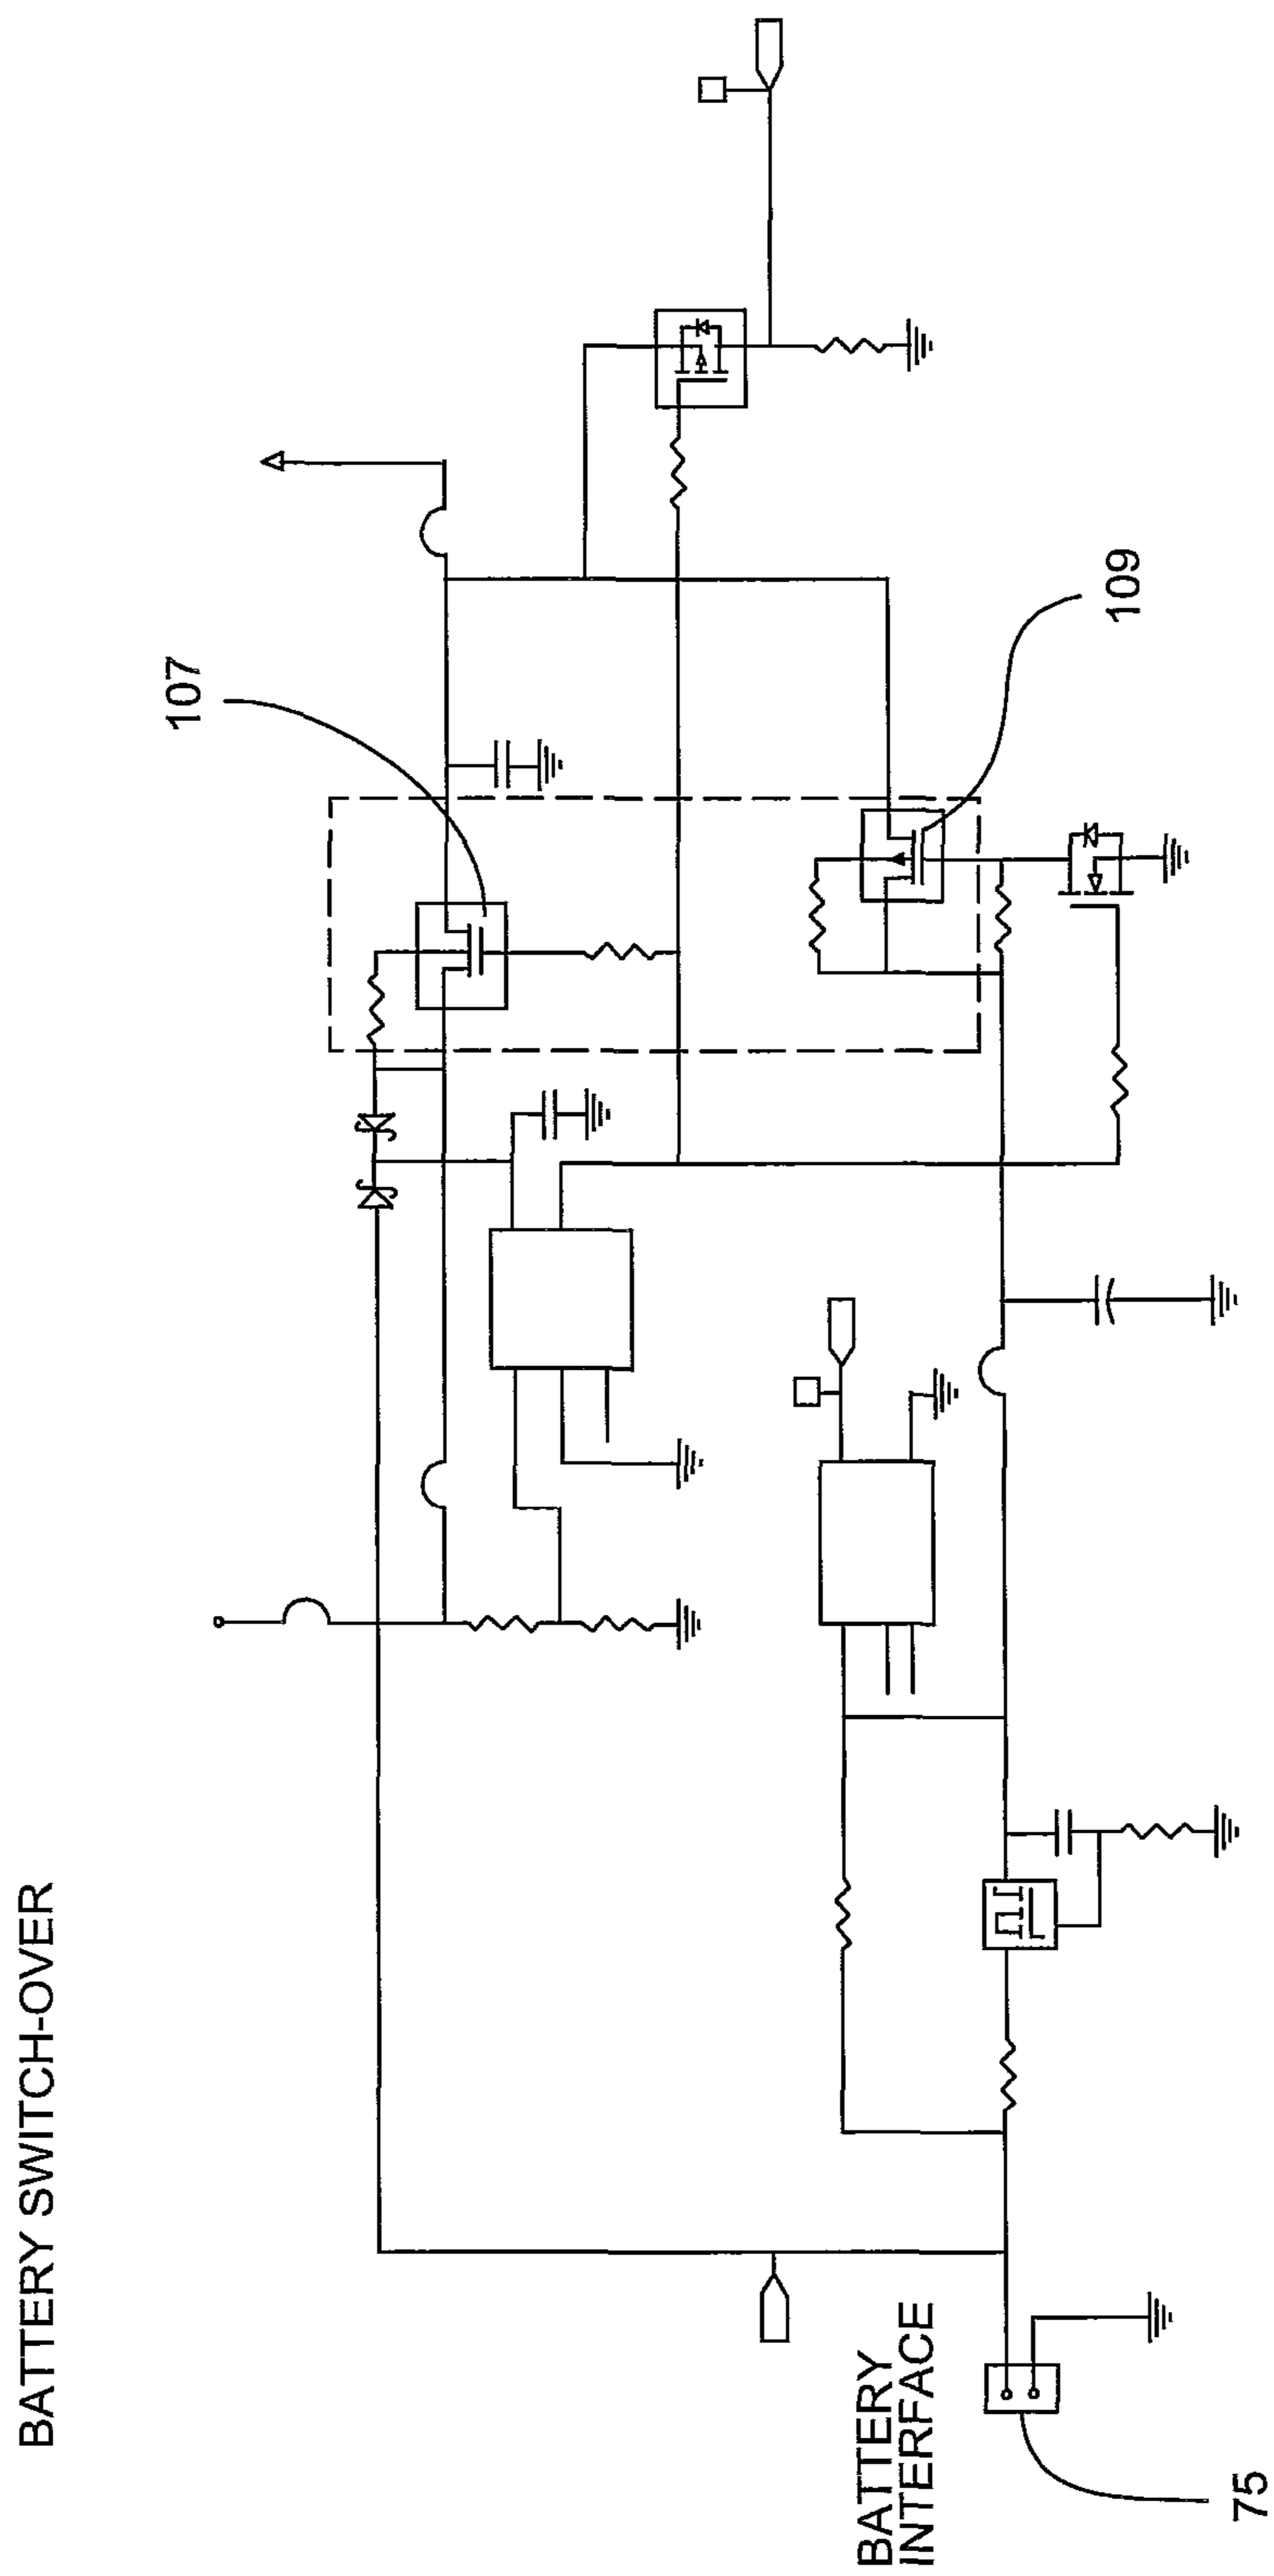 BATTERY SWITCH-OVER
107
109
BATTERY
INTERFACE
75